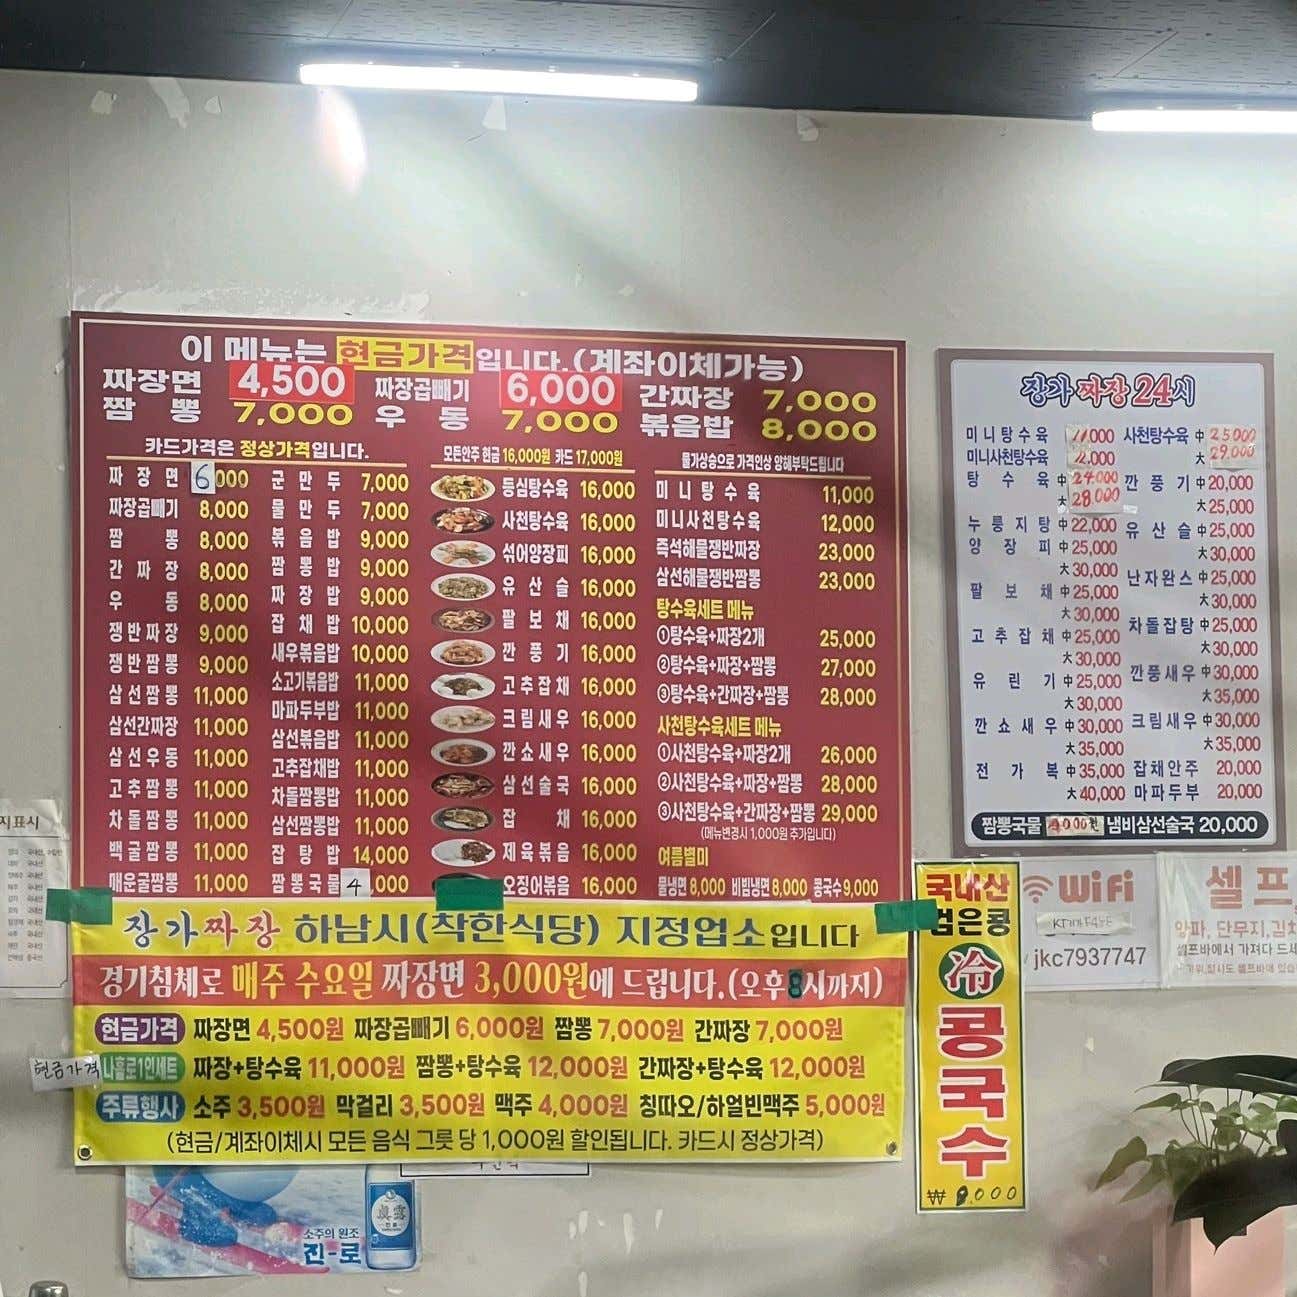 이 메뉴는 현금가격입니다.(계좌이체가능)
짜장면 4,500 짜장곱빼기 6,000 간짜장 7,000
짬뽕 7,000 우동 7,000 볶음밥 8,000
카드가격은 정상가격입니다.
짜장면 6,000
짜장곱빼기 8,000
짬뽕 8,000
간짜장 8,000
우동 8,000
쟁반짜장 9,000
쟁반짬뽕 9,000
삼선짬뽕 11,000
삼선간짜장 11,000
삼선우동 11,000
고추짬뽕 11,000
차돌짬뽕 11,000
백굴짬뽕 11,000
매운굴짬뽕 11,000
군만두 7,000
물만두 7,000
볶음밥 9,000
짬뽕밥 9,000
짜장밥 9,000
잡채밥 10,000
새우볶음밥 10,000
소고기볶음밥 11,000
마파두부밥 11,000
삼선볶음밥 11,000
고추잡채밥 11,000
차돌짬뽕밥 11,000
삼선짬뽕밥 11,000
잡탕밥 14,000
짬뽕국물 4,000
모든안주 현금 16,000원 카드 17,000원
등심탕수육 16,000
사천탕수육 16,000
섞어양장피 16,000
유산슬 16,000
팔보채 16,000
깐풍기 16,000
고추잡채 16,000
크림새우 16,000
깐쇼새우 16,000
삼선술국 16,000
잡채 16,000
제육볶음 16,000
오징어볶음 16,000
물가상승으로 가격인상 양해부탁드립니다
미니탕수육 11,000
미니사천탕수육 12,000
즉석해물쟁반짜장 23,000
삼선해물쟁반짬뽕 23,000
탕수육세트 메뉴
①탕수육+짜장2개 25,000
②탕수육+짜장+짬뽕 27,000
③탕수육+간짜장+짬뽕 28,000
사천탕수육세트 메뉴
①사천탕수육+짜장2개 26,000
②사천탕수육+짜장+짬뽕 28,000
③사천탕수육+간짜장+짬뽕 29,000
(메뉴변경시 1,000원 추가입니다)
여름별미
물냉면 8,000 비빔냉면 8,000 콩국수 9,000
장가짜장 하남시(착한식당) 지정업소입니다
경기침체로 매주 수요일 짜장면 3,000원에 드립니다.(오후 8시까지)
현금가격 짜장면 4,500원 짜장곱빼기 6,000원 짬뽕 7,000원 간짜장 7,000원
현금가격 나홀로1인세트 짜장+탕수육 11,000원 짬뽕+탕수육 12,000원 간짜장+탕수육 12,000원
주류행사 소주 3,500원 막걸리 3,500원 맥주 4,000원 칭따오/하얼빈맥주 5,000원
(현금/계좌이체시 모든 음식 그릇 당 1,000원 할인됩니다. 카드시 정상가격)
소주의 원조
진-로
眞露
장가짜장24시
미니탕수육 11,000
미니사천탕수육 12,000
탕수육 中 24,000
大 28,000
누룽지탕 中 22,000
양장피 中 25,000
大 30,000
팔보채 中 25,000
大 30,000
고추잡채 中 25,000
大 30,000
유린기 中 25,000
大 30,000
깐쇼새우 中 30,000
大 35,000
전가복 中 35,000
大 40,000
사천탕수육 中 25,000
大 29,000
깐풍기 中 20,000
大 25,000
유산슬 中 25,000
大 30,000
난자완스 中 25,000
大 30,000
차돌잡탕 中 25,000
大 30,000
깐풍새우 中 30,000
大 35,000
크림새우 中 30,000
大 35,000
잡채안주 20,000
마파두부 20,000
짬뽕국물 4000원 냄비삼선술국 20,000
국내산
검은콩
冷
콩국수
₩ 9,000
WiFi
jkc7937747
셀프
양파, 단무지,김치
셀프바에서 가져다 드세
지표시